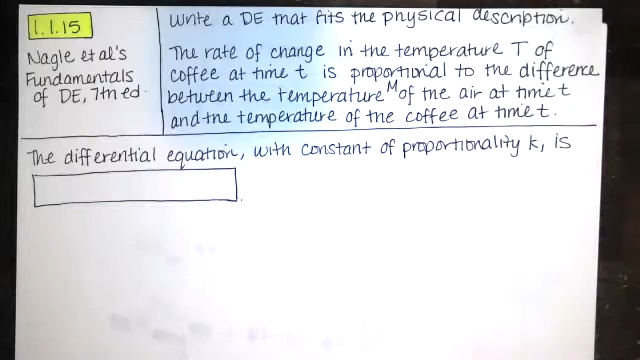 1.1.15
Nagle et al's
Fundamentals
of DE, 7th ed.
Write a DE that fits the physical description.
The rate of change in the temperature T of
coffee at time t is proportional to the difference
between the temperature M of the air at time t
and the temperature of the coffee at time t.
The differential equation, with constant of proportionality k, is